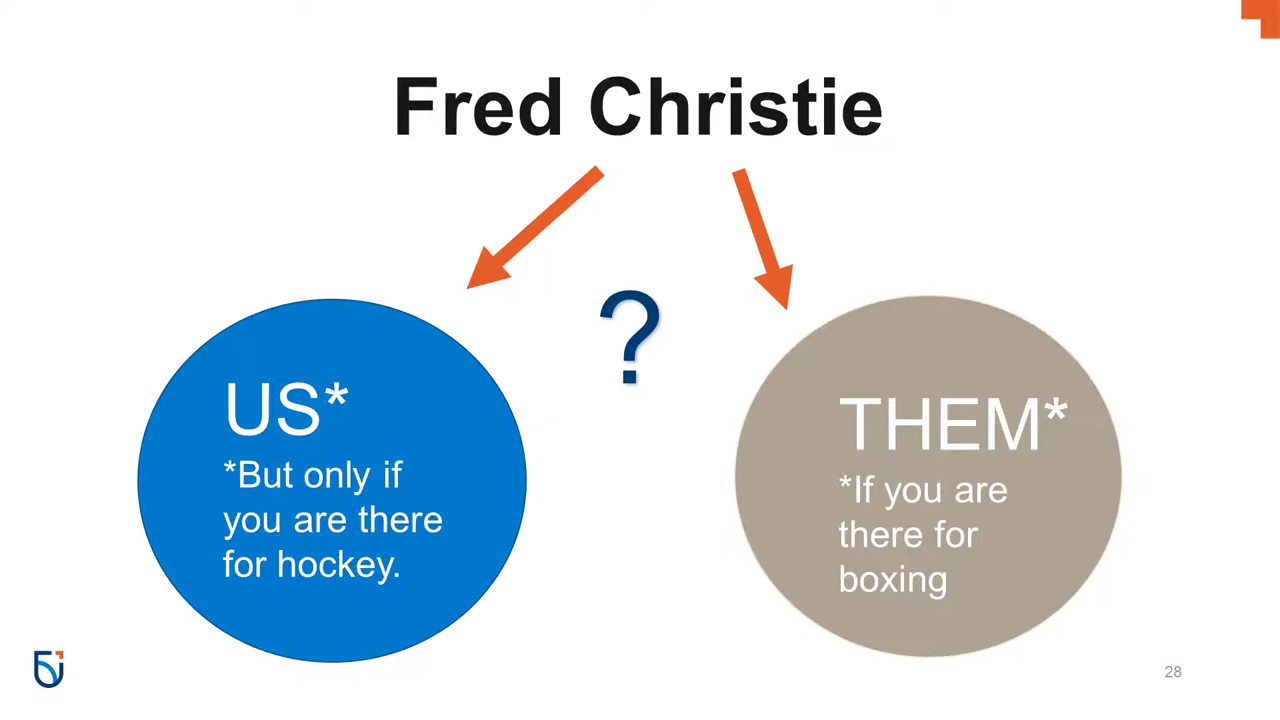 Fred Christie
?
US*
*But only if
you are there
for hockey.
THEM*
*If you are
there for
boxing
28